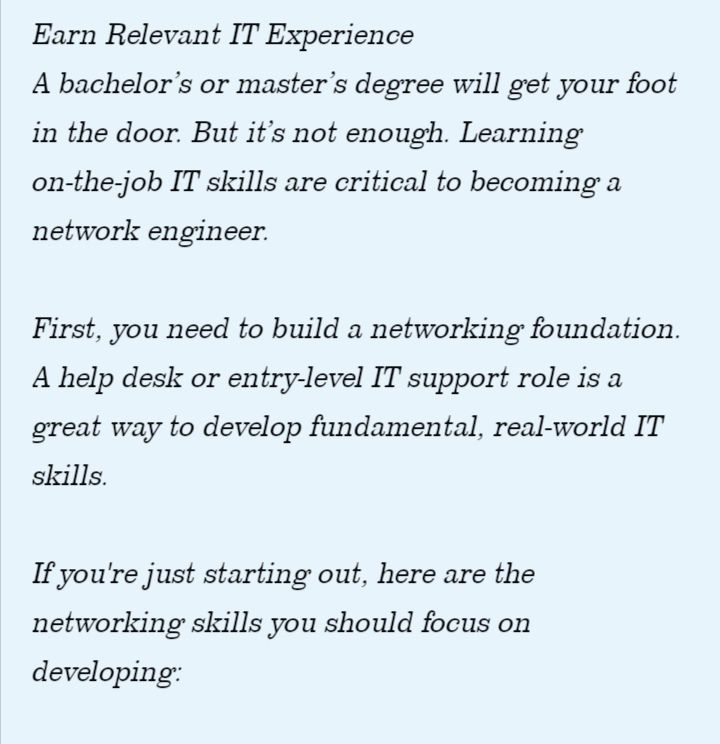 Earn Relevant IT Experience
A bachelor’s or master’s degree will get your foot
in the door. But it’s not enough. Learning
on-the-job IT skills are critical to becoming a
network engineer.
First, you need to build a networking foundation.
A help desk or entry-level IT support role is a
great way to develop fundamental, real-world IT
skills.
If you're just starting out, here are the
networking skills you should focus on
developing: